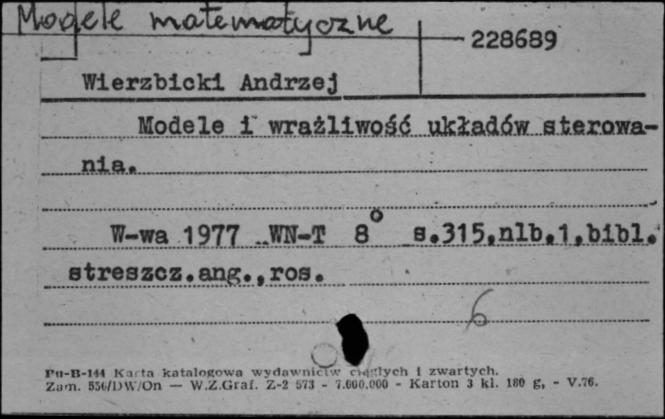 Modele matematyczne
228689
Wierzbicki Andrzej
Modele i wrażliwość układów sterowa-
nia.
W-wa 1977 WN-T 8° s.315,nlb.1,bibl.
streszcz.ang.,ros.
6
Pu-B-144 Karta katalogowa wydawnictw ciągłych i zwartych.
Zam. 556/DW/On — W.Z.Graf. Z-2 573 - 7.000.000 - Karton 3 kl. 180 g, - V.76.